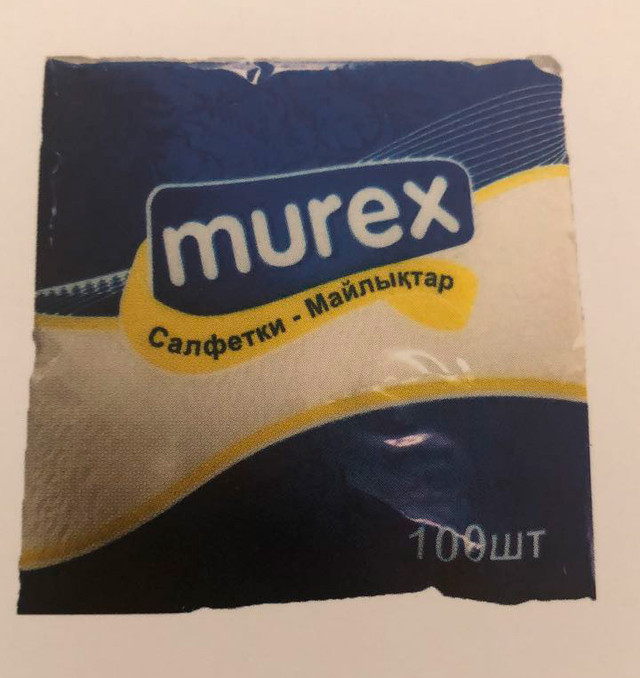 murex
Салфетки - Майлықтар
100шт